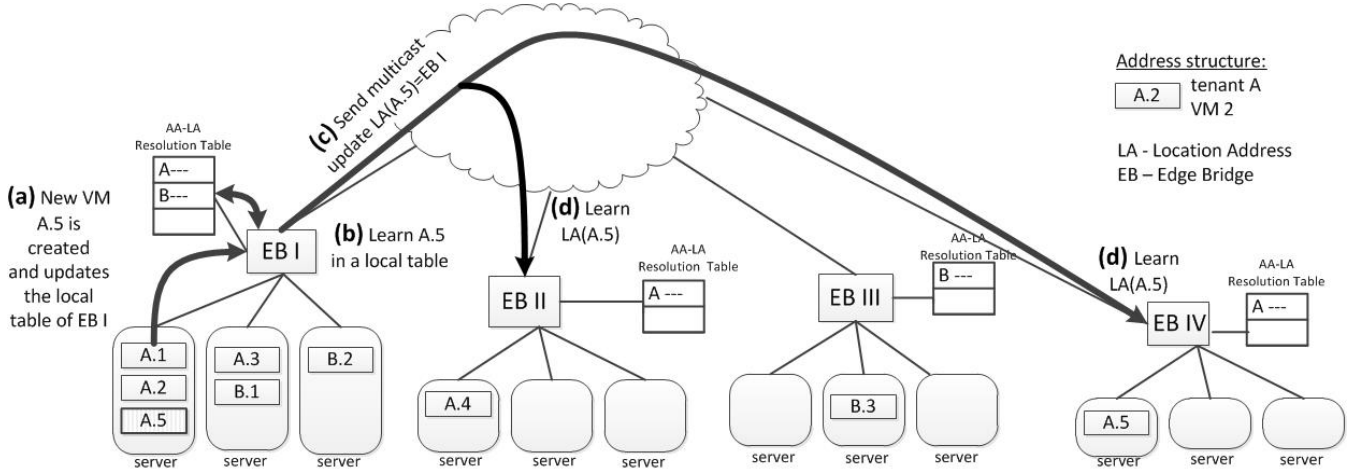 Address structure:
A.2
tenant A
VM 2
LA - Location Address
EB – Edge Bridge
(c) Send multicast
update LA(A.5)=EB I
AA-LA
Resolution Table
A---
B---
(a) New VM
A.5 is
created
and updates
the local
table of EB I
EB I
(b) Learn A.5
in a local table
(d) Learn
LA(A.5)
EB II
AA-LA
Resolution Table
A ---
EB III
AA-LA
Resolution Table
B ---
(d) Learn
LA(A.5)
EB IV
AA-LA
Resolution Table
A ---
A.1
A.2
A.5
server
A.3
B.1
server
B.2
server
A.4
server
server
server
server
B.3
server
server
A.5
server
server
server